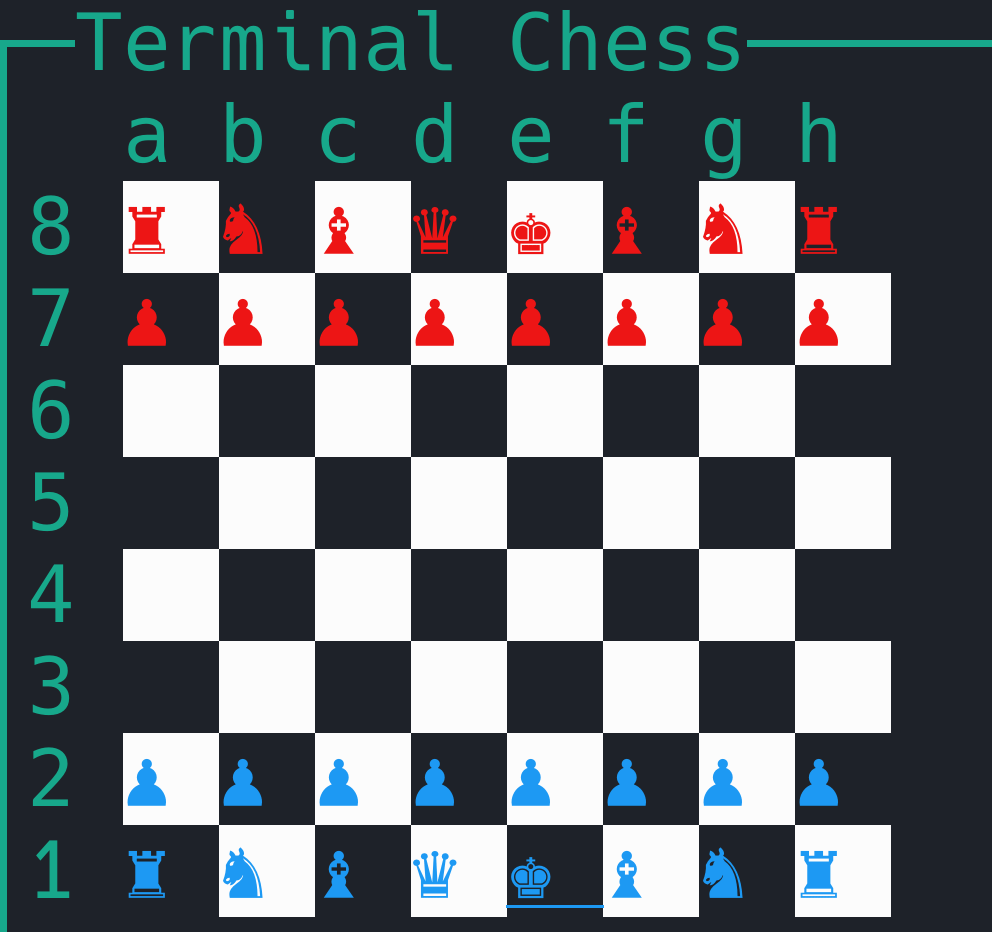 Terminal Chess
a b c d e f g h
8 ♜ ♞ ♝ ♛ ♚ ♝ ♞ ♜
7 ♟ ♟ ♟ ♟ ♟ ♟ ♟ ♟
6
5
4
3
2 ♟ ♟ ♟ ♟ ♟ ♟ ♟ ♟
1 ♜ ♞ ♝ ♛ ♚ ♝ ♞ ♜